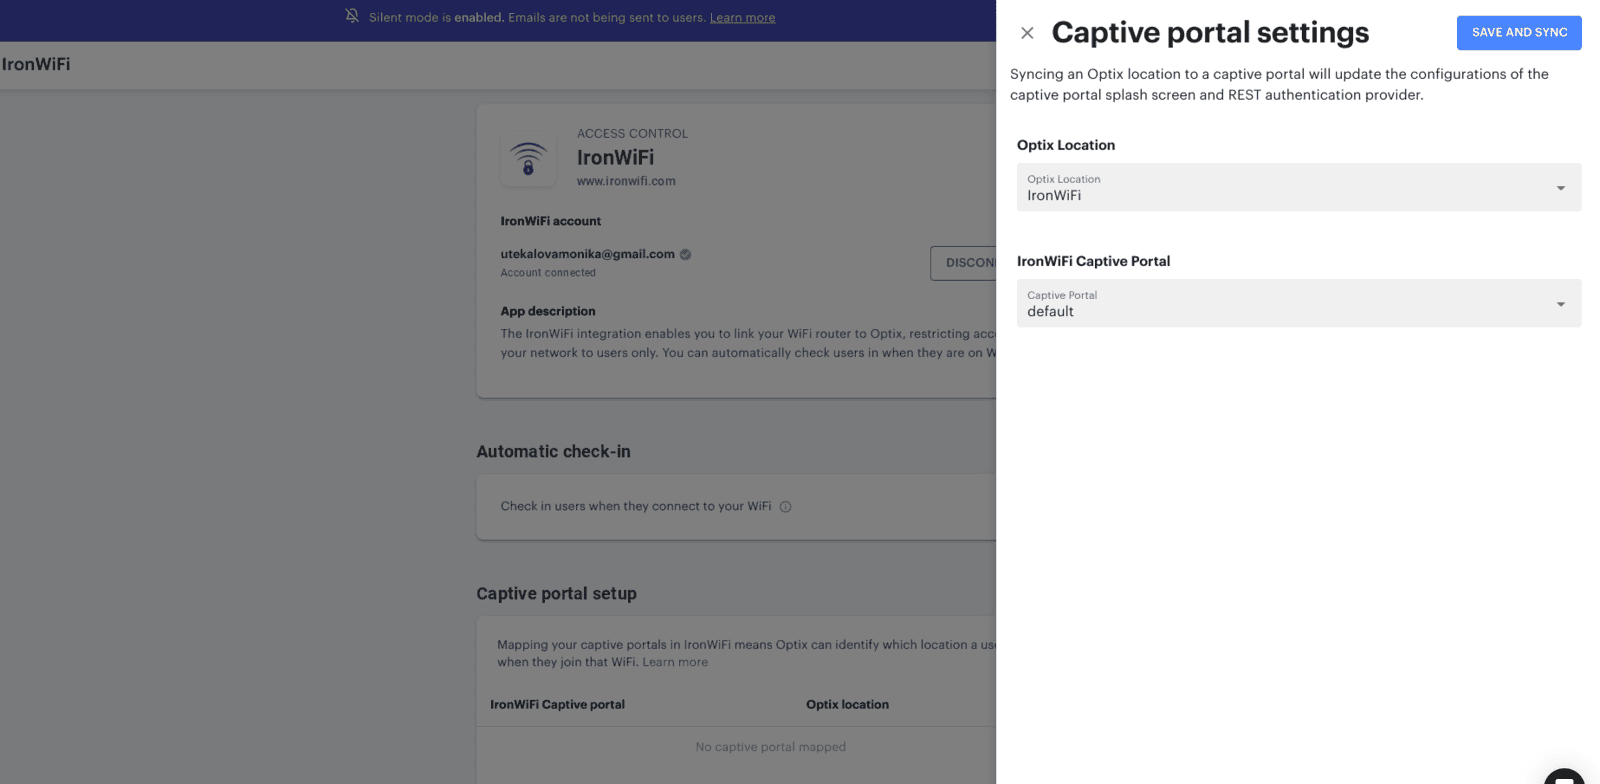 Silent mode is enabled. Emails are not being sent to users. Learn more
IronWiFi
ACCESS CONTROL
IronWiFi
www.ironwifi.com
IronWiFi account
utekalovamonika@gmail.com
Account connected
DISCON
App description
The IronWiFi integration enables you to link your WiFi router to Optix, restricting acc
your network to users only. You can automatically check users in when they are on W
Automatic check-in
Check in users when they connect to your WiFi
Captive portal setup
Mapping your captive portals in IronWiFi means Optix can identify which location a us
when they join that WiFi. Learn more
IronWiFi Captive portal Optix location
No captive portal mapped
Captive portal settings
SAVE AND SYNC
Syncing an Optix location to a captive portal will update the configurations of the
captive portal splash screen and REST authentication provider.
Optix Location
Optix Location
IronWiFi
IronWiFi Captive Portal
Captive Portal
default